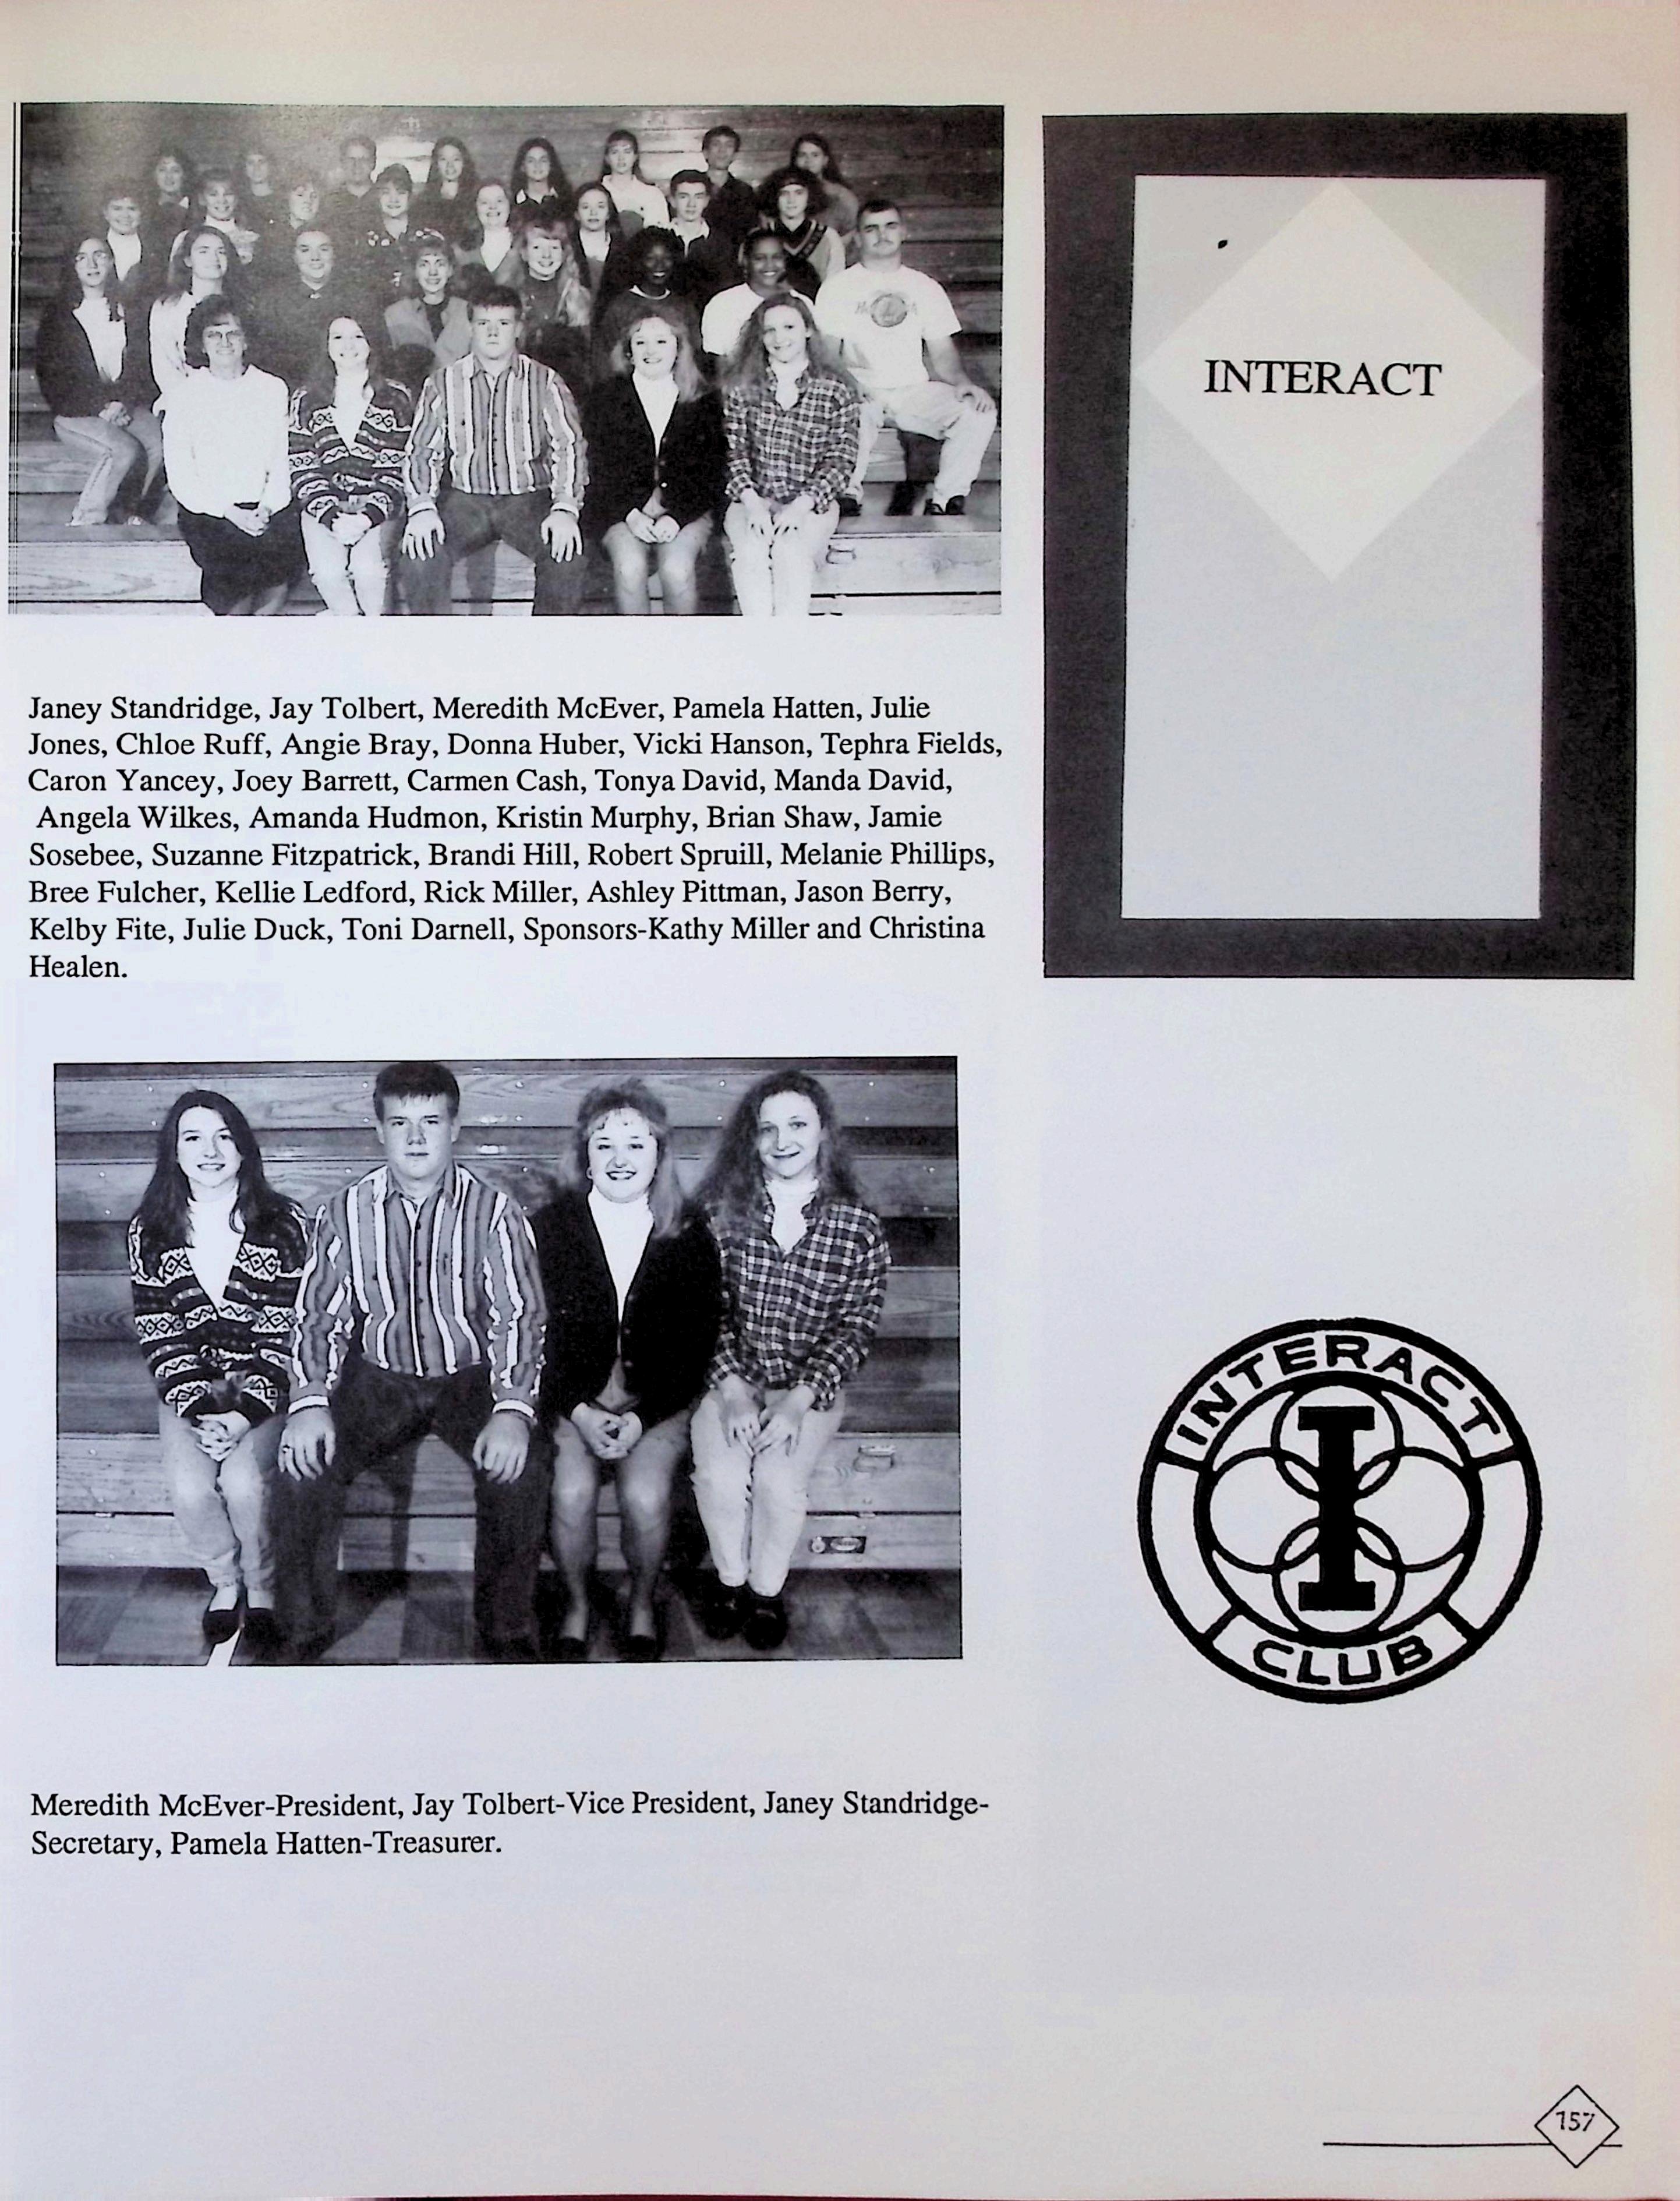 INTERACT
Janey Standridge, Jay Tolbert, Meredith McEver, Pamela Hatten, Julie
Jones, Chloe Ruff, Angie Bray, Donna Huber, Vicki Hanson, Tephra Fields,
Caron Yancey, Joey Barrett, Carmen Cash, Tonya David, Manda David,
Angela Wilkes, Amanda Hudmon, Kristin Murphy, Brian Shaw, Jamie
Sosebee, Suzanne Fitzpatrick, Brandi Hill, Robert Spruill, Melanie Phillips,
Bree Fulcher, Kellie Ledford, Rick Miller, Ashley Pittman, Jason Berry,
Kelby Fite, Julie Duck, Toni Darnell, Sponsors-Kathy Miller and Christina
Healen.
INTERACT
I
CLUB
Meredith McEver-President, Jay Tolbert-Vice President, Janey Standridge-
Secretary, Pamela Hatten-Treasurer.
157